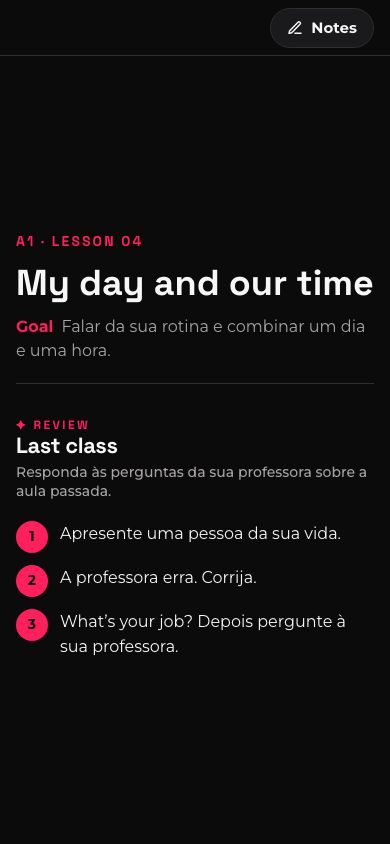 Notes
A1 · LESSON 04
My day and our time
Goal Falar da sua rotina e combinar um dia
e uma hora.
✦ REVIEW
Last class
Responda às perguntas da sua professora sobre a
aula passada.
1 Apresente uma pessoa da sua vida.
2 A professora erra. Corrija.
3 What’s your job? Depois pergunte à
sua professora.